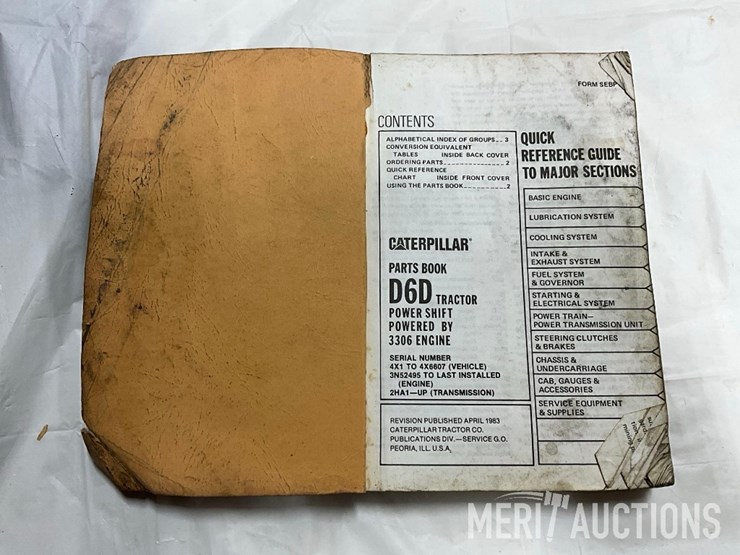 FORM SEBP
CONTENTS
ALPHABETICAL INDEX OF GROUPS-- 3
CONVERSION EQUIVALENT
TABLES INSIDE BACK COVER
ORDERING PARTS--------------- 2
QUICK REFERENCE
CHART INSIDE FRONT COVER
USING THE PARTS BOOK----------2
CATERPILLAR
PARTS BOOK
D6D TRACTOR
POWER SHIFT
POWERED BY
3306 ENGINE
SERIAL NUMBER
4X1 TO 4X6607 (VEHICLE)
3N52495 TO LAST INSTALLED
(ENGINE)
2HA1—UP (TRANSMISSION)
REVISION PUBLISHED APRIL 1983
CATERPILLAR TRACTOR CO.
PUBLICATIONS DIV.—SERVICE G.O.
PEORIA, ILL. U.S.A.
QUICK
REFERENCE GUIDE
TO MAJOR SECTIONS
BASIC ENGINE
LUBRICATION SYSTEM
COOLING SYSTEM
INTAKE &
EXHAUST SYSTEM
FUEL SYSTEM
& GOVERNOR
STARTING &
ELECTRICAL SYSTEM
POWER TRAIN—
POWER TRANSMISSION UNIT
STEERING CLUTCHES
& BRAKES
CHASSIS &
UNDERCARRIAGE
CAB, GAUGES &
ACCESSORIES
SERVICE EQUIPMENT
& SUPPLIES
MERIT AUCTIONS